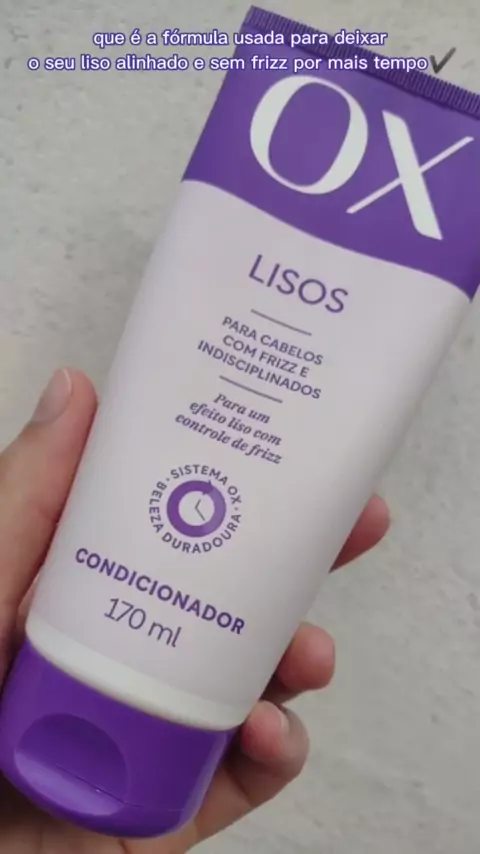 que é a fórmula usada para deixar
o seu liso alinhado e sem frizz por mais tempo✔
OX
LISOS
PARA CABELOS
COM FRIZZ E
INDISCIPLINADOS
Para um
efeito liso com
controle de frizz
• SISTEMA OX •
BELEZA DURADOURA
CONDICIONADOR
170 ml